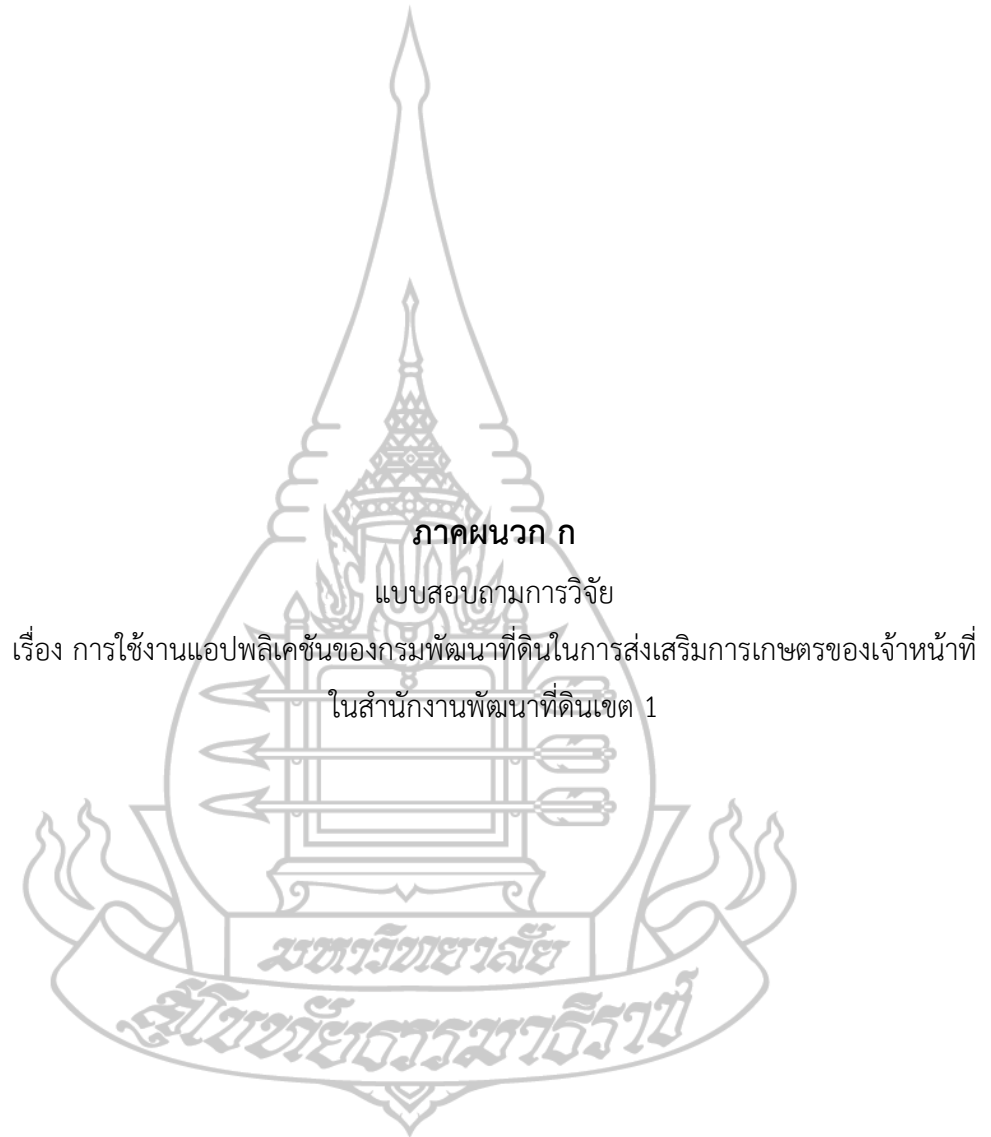 ภาคผนวก ก
แบบสอบถามการวิจัย
เรื่อง การใช้งานแอปพลิเคชันของกรมพัฒนาที่ดินในการส่งเสริมการเกษตรของเจ้าหน้าที่
ในสำนักงานพัฒนาที่ดินเขต 1
มหาวิทยาลัย
สุโขทัยธรรมาธิราช